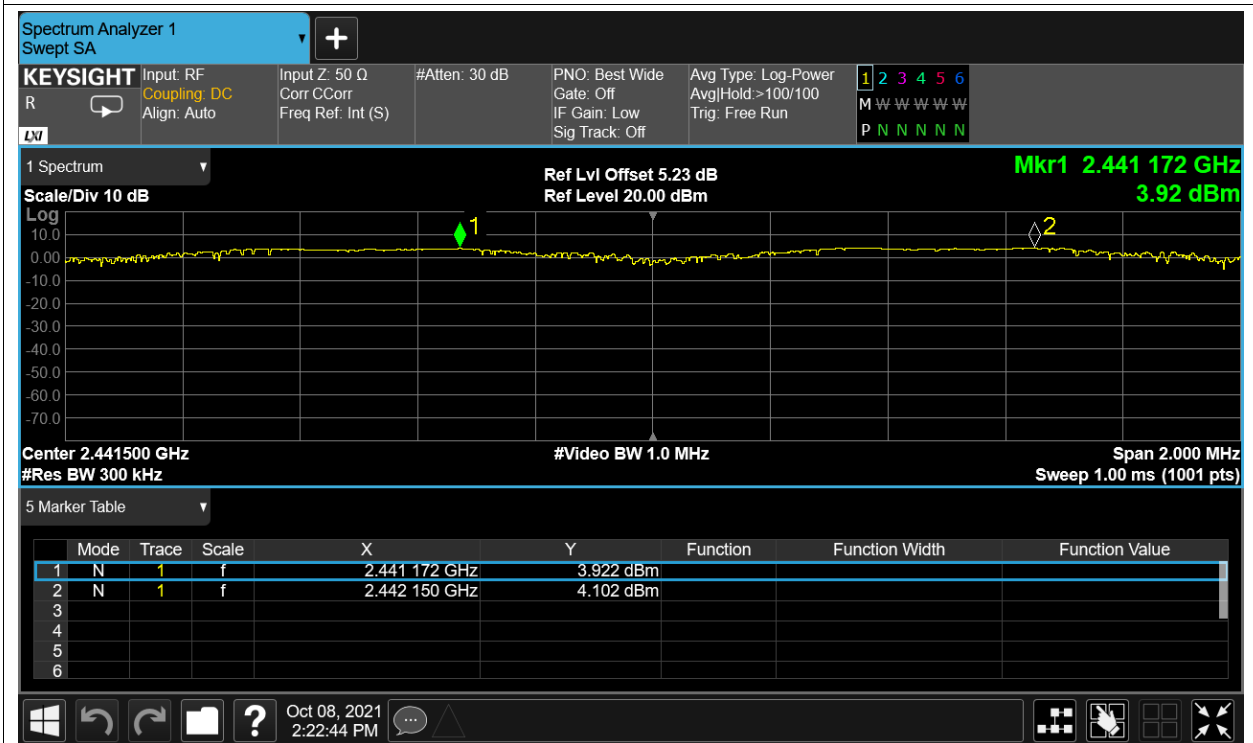 Spectrum Analyzer 1
Swept SA
+
KEYSIGHT Input: RF Input Z: 50 Ω #Atten: 30 dB PNO: Best Wide Avg Type: Log-Power 1 2 3 4 5 6
R Coupling: DC Corr CCorr Gate: Off Avg|Hold:>100/100 M W W W W W
Align: Auto Freq Ref: Int (S) IF Gain: Low Trig: Free Run
LXI Sig Track: Off P N N N N N
1 Spectrum Ref Lvl Offset 5.23 dB Mkr1 2.441 172 GHz
Scale/Div 10 dB Ref Level 20.00 dBm 3.92 dBm
Log
1 2
10.0
0.00
-10.0
-20.0
-30.0
-40.0
-50.0
-60.0
-70.0
Center 2.441500 GHz #Video BW 1.0 MHz Span 2.000 MHz
#Res BW 300 kHz Sweep 1.00 ms (1001 pts)
5 Marker Table
Mode Trace Scale X Y Function Function Width Function Value
1 N 1 f 2.441 172 GHz 3.922 dBm
2 N 1 f 2.442 150 GHz 4.102 dBm
3
4
5
6
? Oct 08, 2021
2:22:44 PM